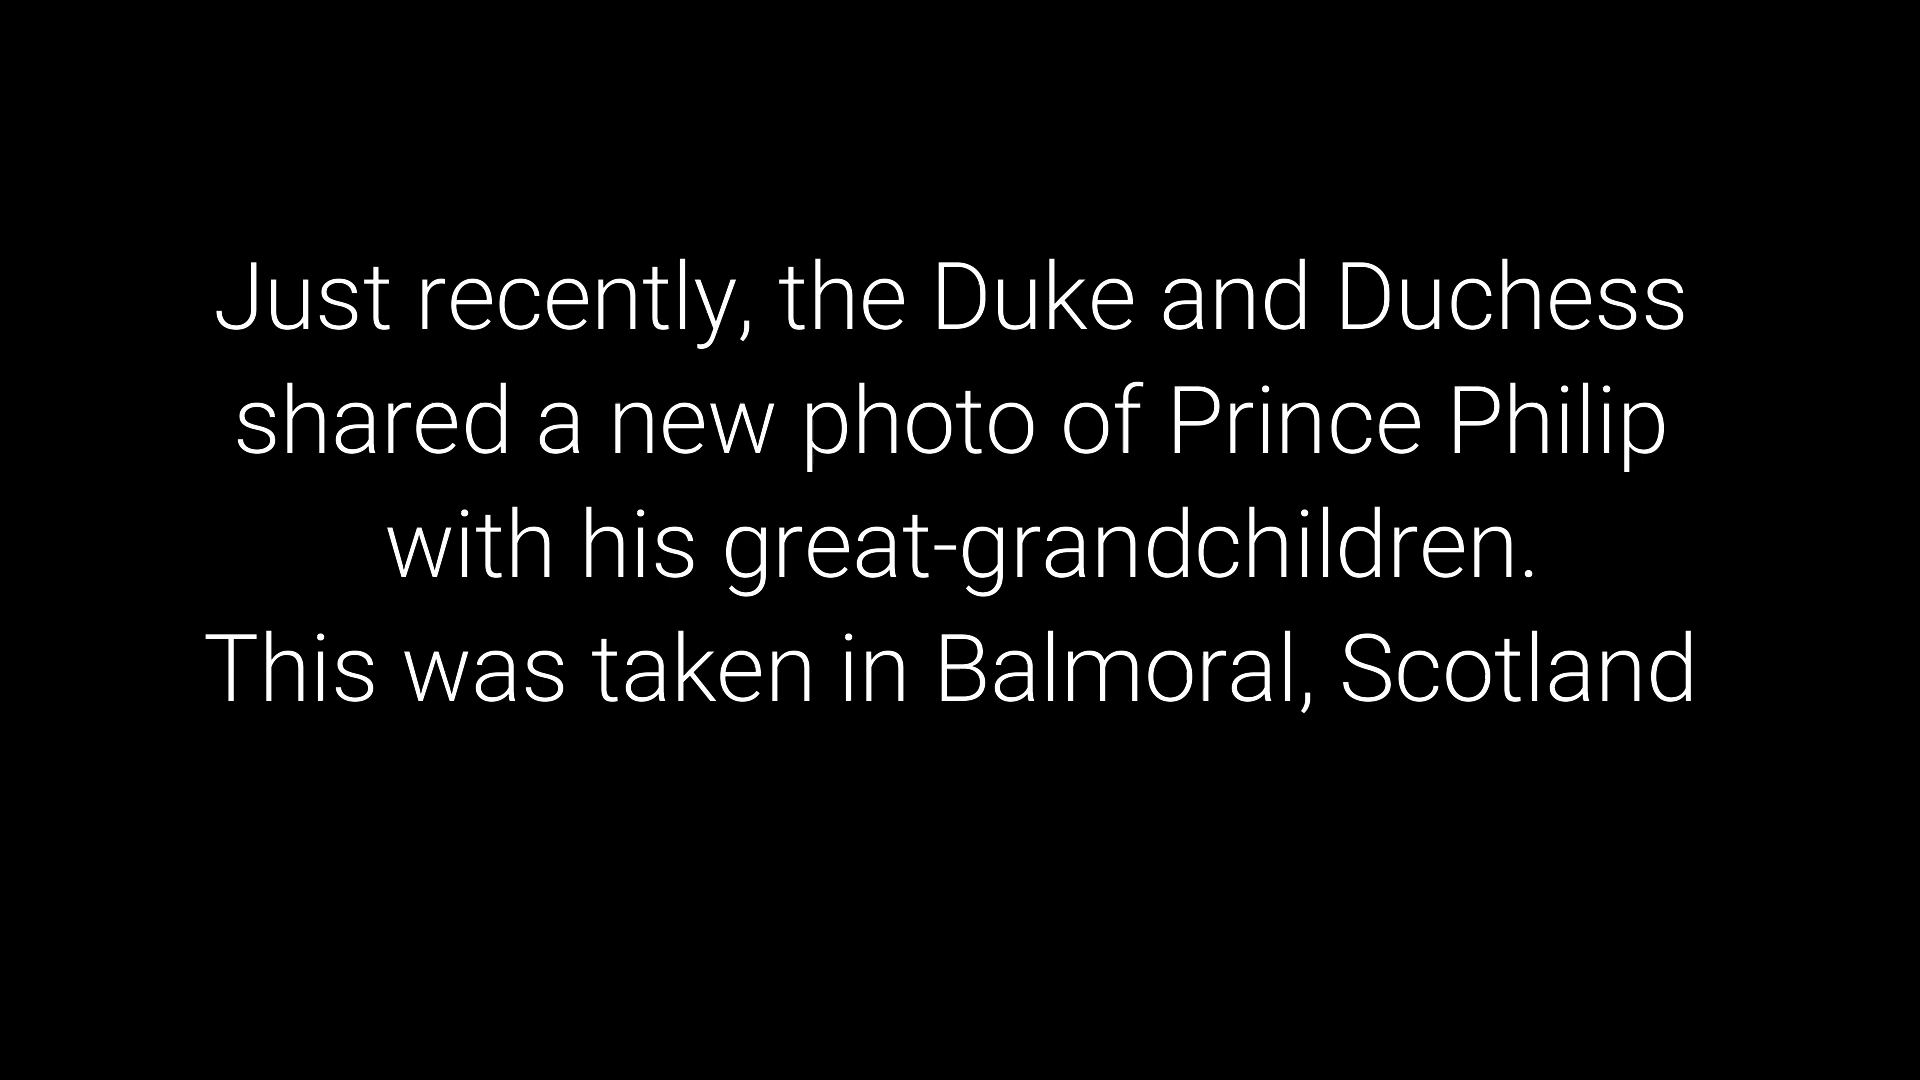 Just recently, the Duke and Duchess
shared a new photo of Prince Philip
with his great-grandchildren.
This was taken in Balmoral, Scotland